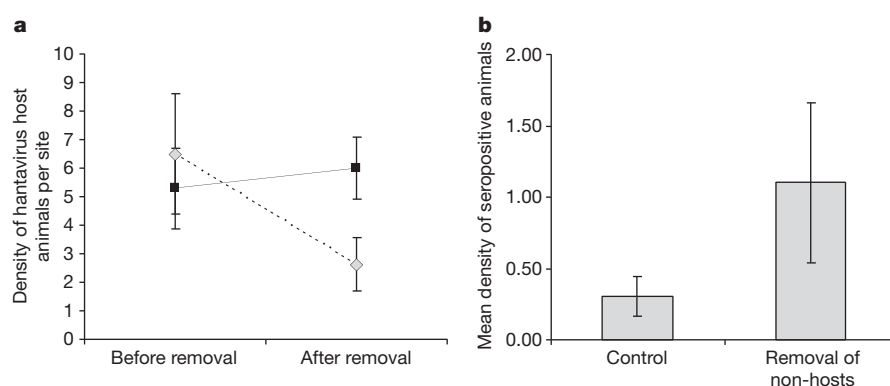 a
10
9
8
7
6
5
4
3
2
1
0
Density of hantavirus host
animals per site
Before removal
After removal
b
2.00
1.50
1.00
0.50
0.00
Mean density of seropositive animals
Control
Removal of
non-hosts